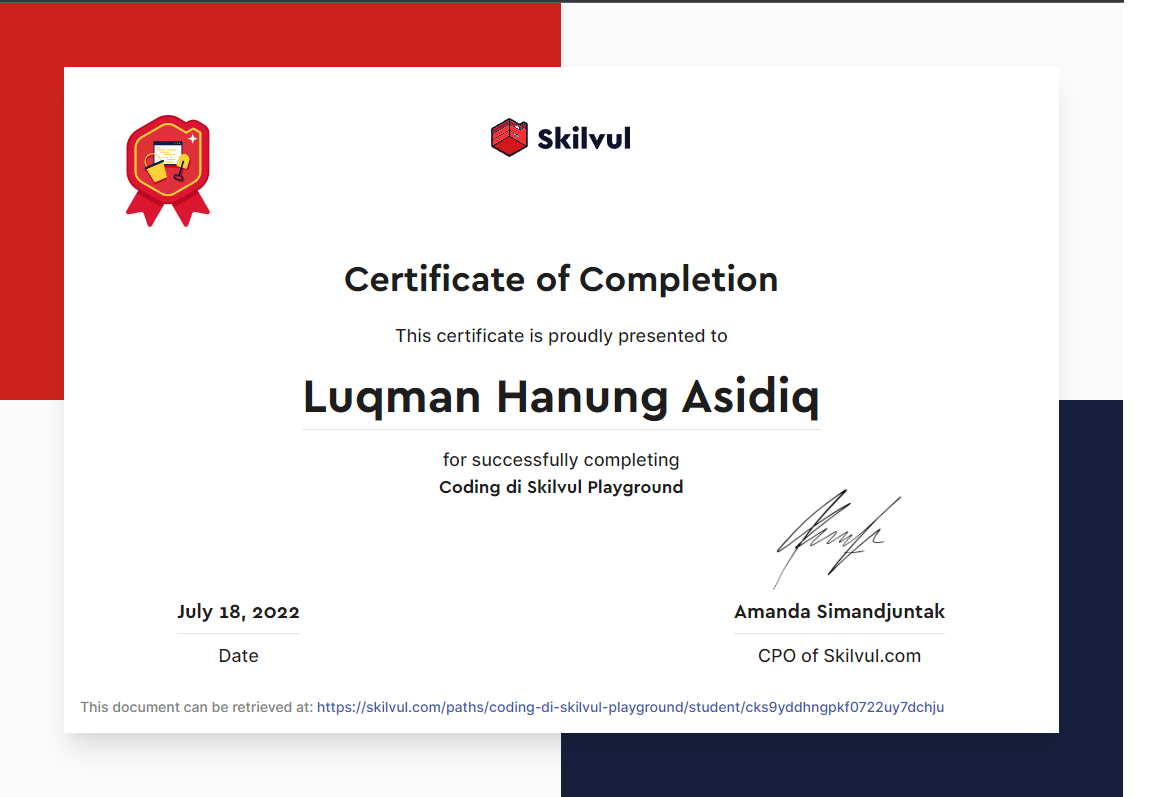 Skilvul
Certificate of Completion
This certificate is proudly presented to
Luqman Hanung Asidiq
for successfully completing
Coding di Skilvul Playground
July 18, 2022
Date
Amanda Simandjuntak
CPO of Skilvul.com
This document can be retrieved at: https://skilvul.com/paths/coding-di-skilvul-playground/student/cks9yddhngpkf0722uy7dchju